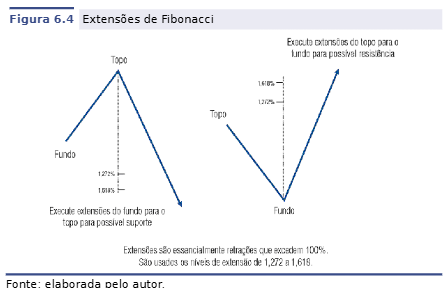 Figura 6.4 Extensões de Fibonacci
Execute extensões do topo para o
fundo para possível resistência
Topo
1,618%
1,272%
Topo
Fundo
1,272%
1,618%
Fundo
Execute extensões do fundo para o
topo para possível suporte
Extensões são essencialmente retrações que excedem 100%.
São usados os níveis de extensão de 1,272 a 1,618.
Fonte: elaborada pelo autor.